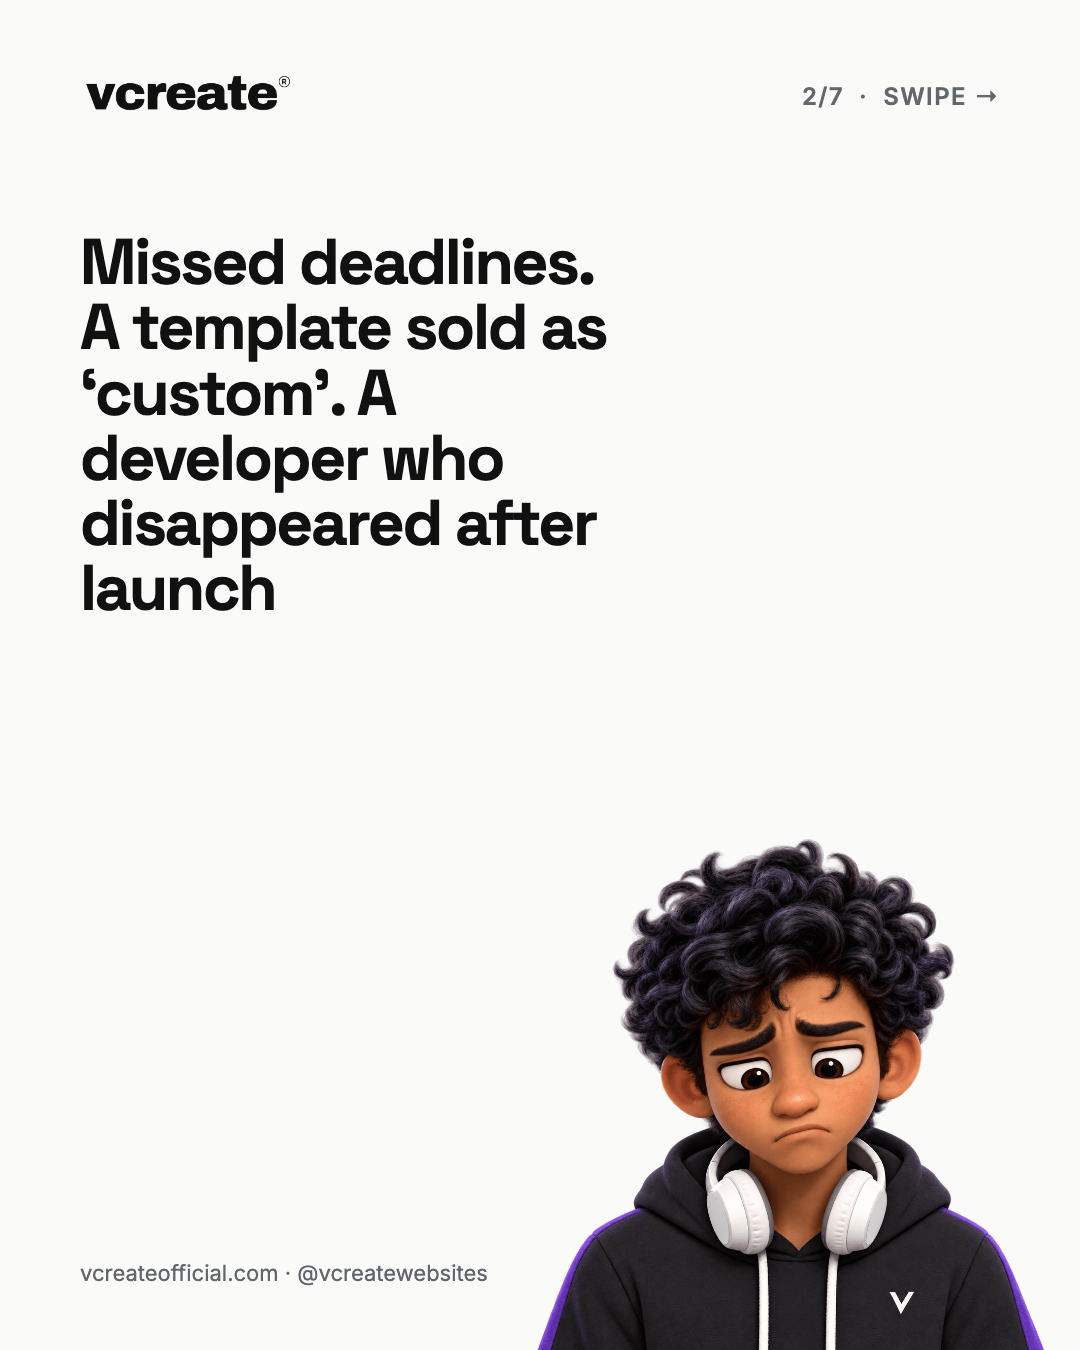 vcreate®
2/7 · SWIPE →
Missed deadlines.
A template sold as
‘custom’. A
developer who
disappeared after
launch
vcreateofficial.com · @vcreatewebsites
V